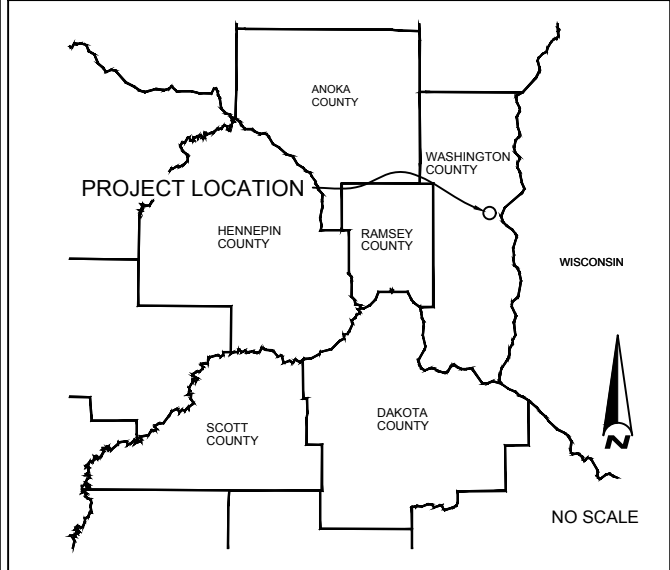 ANOKA
COUNTY
WASHINGTON
COUNTY
PROJECT LOCATION
HENNEPIN
COUNTY
RAMSEY
COUNTY
WISCONSIN
SCOTT
COUNTY
DAKOTA
COUNTY
N
NO SCALE